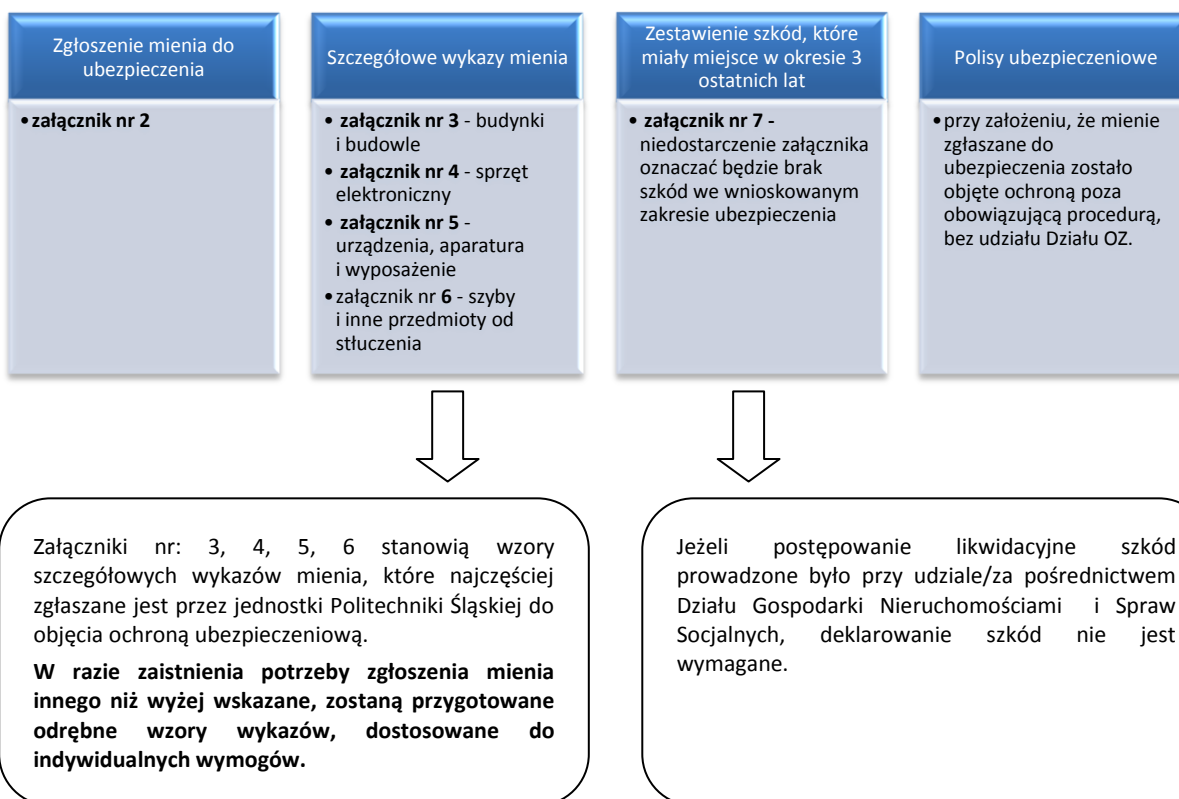 Zgłoszenie mienia do
ubezpieczenia
•załącznik nr 2
Szczegółowe wykazy mienia
• załącznik nr 3 - budynki
i budowle
• załącznik nr 4 - sprzęt
elektroniczny
• załącznik nr 5 -
urządzenia, aparatura
i wyposażenie
•załącznik nr 6 - szyby
i inne przedmioty od
stłuczenia
Zestawienie szkód, które
miały miejsce w okresie 3
ostatnich lat
• załącznik nr 7 -
niedostarczenie załącznika
oznaczać będzie brak
szkód we wnioskowanym
zakresie ubezpieczenia
Polisy ubezpieczeniowe
•przy założeniu, że mienie
zgłaszane do
ubezpieczenia zostało
objęte ochroną poza
obowiązującą procedurą,
bez udziału Działu OZ.
Załączniki nr: 3, 4, 5, 6 stanowią wzory
szczegółowych wykazów mienia, które najczęściej
zgłaszane jest przez jednostki Politechniki Śląskiej do
objęcia ochroną ubezpieczeniową.
W razie zaistnienia potrzeby zgłoszenia mienia
innego niż wyżej wskazane, zostaną przygotowane
odrębne wzory wykazów, dostosowane do
indywidualnych wymogów.
Jeżeli postępowanie likwidacyjne szkód
prowadzone było przy udziale/za pośrednictwem
Działu Gospodarki Nieruchomościami i Spraw
Socjalnych, deklarowanie szkód nie jest
wymagane.